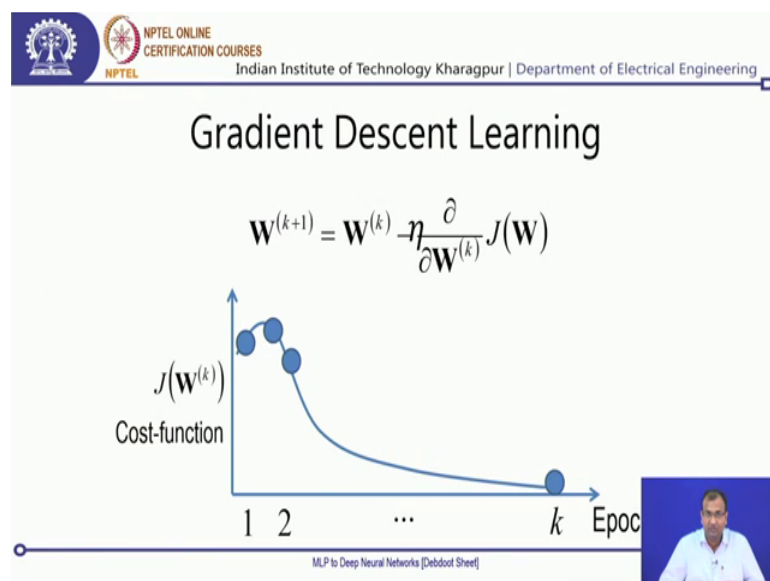 NPTEL ONLINE
CERTIFICATION COURSES
NPTEL
Indian Institute of Technology Kharagpur | Department of Electrical Engineering
Gradient Descent Learning
W^(k+1) = W^(k) − η ∂/∂W^(k) J(W)
J(W^(k))
Cost-function
1 2 ... k Epoc
MLP to Deep Neural Networks [Debdoot Sheet]